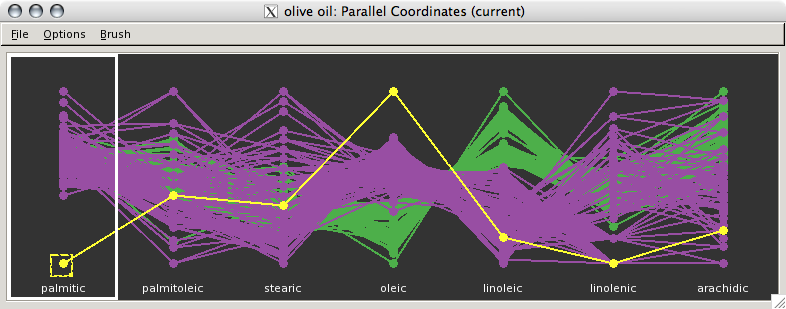 olive oil: Parallel Coordinates (current)
File Options Brush
palmitic palmitoleic stearic oleic linoleic linolenic arachidic